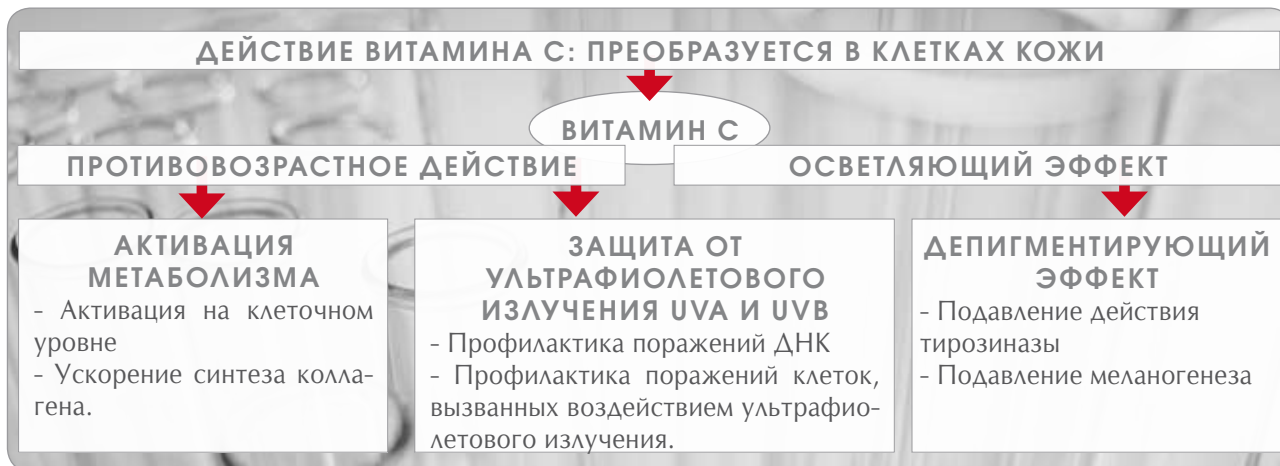 ДЕЙСТВИЕ ВИТАМИНА С: ПРЕОБРАЗУЕТСЯ В КЛЕТКАХ КОЖИ
ВИТАМИН С
ПРОТИВОВОЗРАСТНОЕ ДЕЙСТВИЕ
ОСВЕТЛЯЮЩИЙ ЭФФЕКТ
АКТИВАЦИЯ
МЕТАБОЛИЗМА
- Активация на клеточном
уровне
- Ускорение синтеза колла-
гена.
ЗАЩИТА ОТ
УЛЬТРАФИОЛЕТОВОГО
ИЗЛУЧЕНИЯ UVA И UVB
- Профилактика поражений ДНК
- Профилактика поражений клеток,
вызванных воздействием ультрафио-
летового излучения.
ДЕПИГМЕНТИРУЮЩИЙ
ЭФФЕКТ
- Подавление действия
тирозиназы
- Подавление меланогенеза